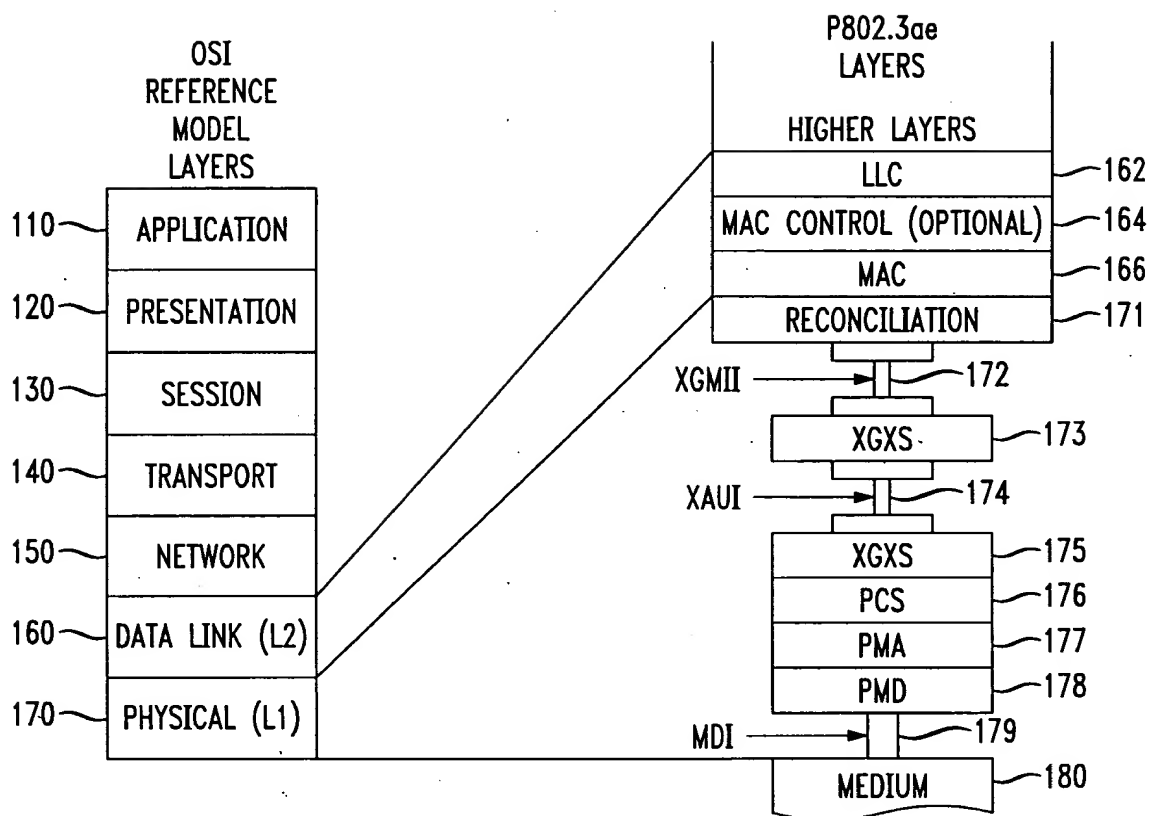 OSI
REFERENCE
MODEL
LAYERS
110 APPLICATION
120 PRESENTATION
130 SESSION
140 TRANSPORT
150 NETWORK
160 DATA LINK (L2)
170 PHYSICAL (L1)
P802.3ae
LAYERS
HIGHER LAYERS
LLC 162
MAC CONTROL (OPTIONAL) 164
MAC 166
RECONCILIATION 171
XGMII 172
XGXS 173
XAUI 174
XGXS 175
PCS 176
PMA 177
PMD 178
MDI 179
MEDIUM 180